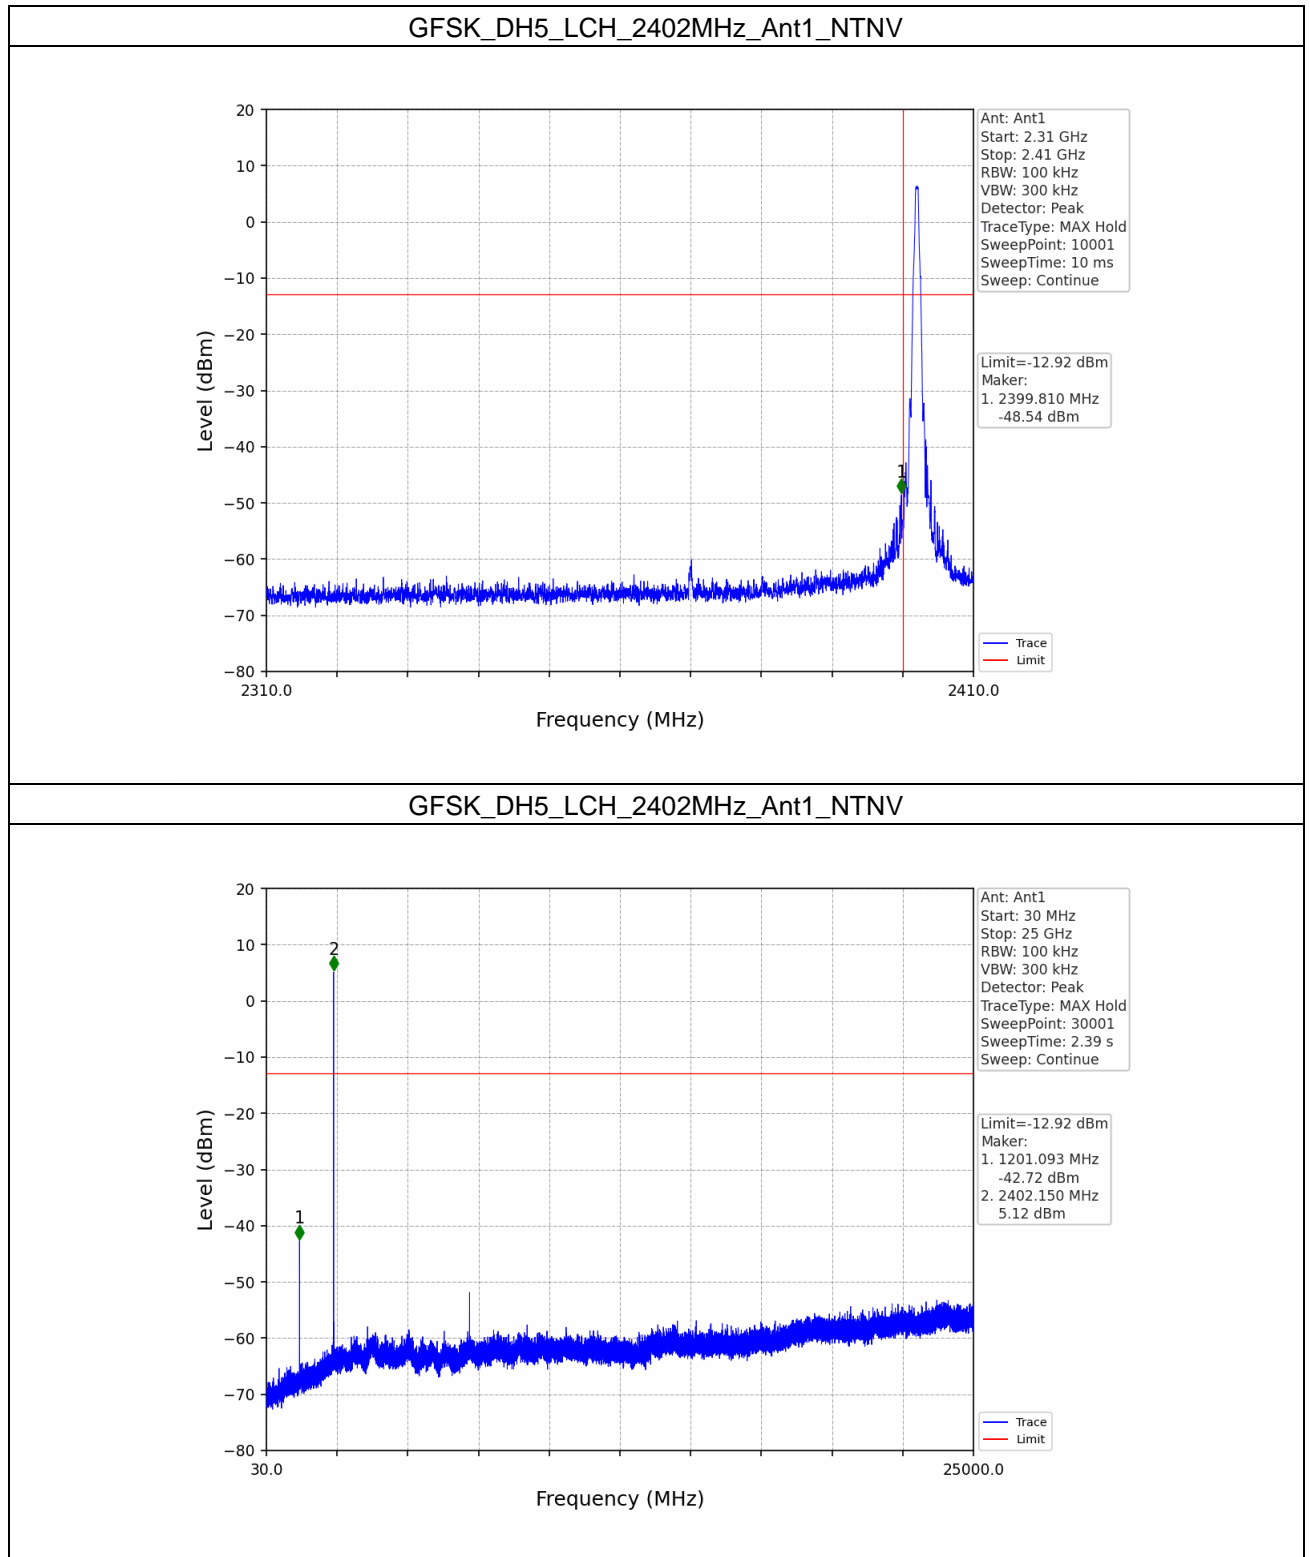 GFSK_DH5_LCH_2402MHz_Ant1_NTNV
20
10
0
−10
−20
−30
−40
−50
−60
−70
−80
Level (dBm)
1
2310.0
2410.0
Frequency (MHz)
Ant: Ant1
Start: 2.31 GHz
Stop: 2.41 GHz
RBW: 100 kHz
VBW: 300 kHz
Detector: Peak
TraceType: MAX Hold
SweepPoint: 10001
SweepTime: 10 ms
Sweep: Continue
Limit=-12.92 dBm
Maker:
1. 2399.810 MHz
-48.54 dBm
Trace
Limit
GFSK_DH5_LCH_2402MHz_Ant1_NTNV
20
10
0
−10
−20
−30
−40
−50
−60
−70
−80
Level (dBm)
1
2
30.0
25000.0
Frequency (MHz)
Ant: Ant1
Start: 30 MHz
Stop: 25 GHz
RBW: 100 kHz
VBW: 300 kHz
Detector: Peak
TraceType: MAX Hold
SweepPoint: 30001
SweepTime: 2.39 s
Sweep: Continue
Limit=-12.92 dBm
Maker:
1. 1201.093 MHz
-42.72 dBm
2. 2402.150 MHz
5.12 dBm
Trace
Limit